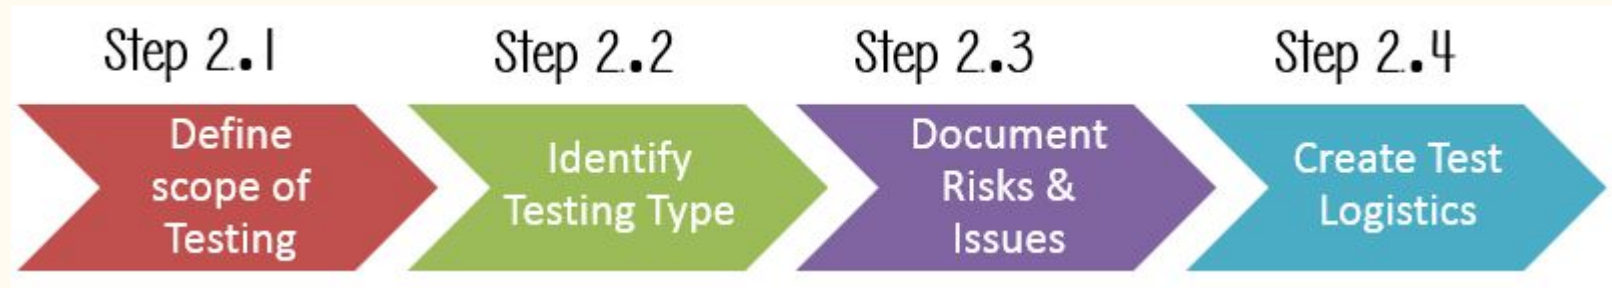 Step 2.1
Step 2.2
Step 2.3
Step 2.4
Define
scope of
Testing
Identify
Testing Type
Document
Risks &
Issues
Create Test
Logistics